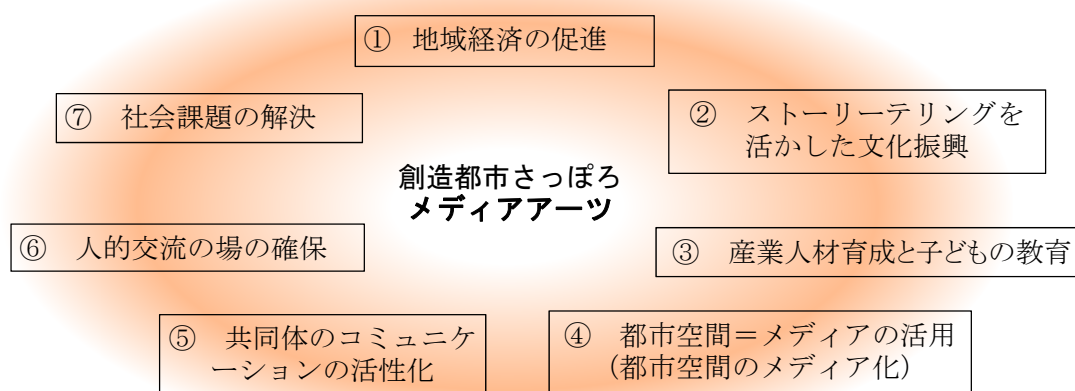 ① 地域経済の促進
② ストーリーテリングを
活かした文化振興
③ 産業人材育成と子どもの教育
④ 都市空間＝メディアの活用
（都市空間のメディア化）
⑤ 共同体のコミュニケ
ーションの活性化
⑥ 人的交流の場の確保
⑦ 社会課題の解決
創造都市さっぽろ
メディアアーツ